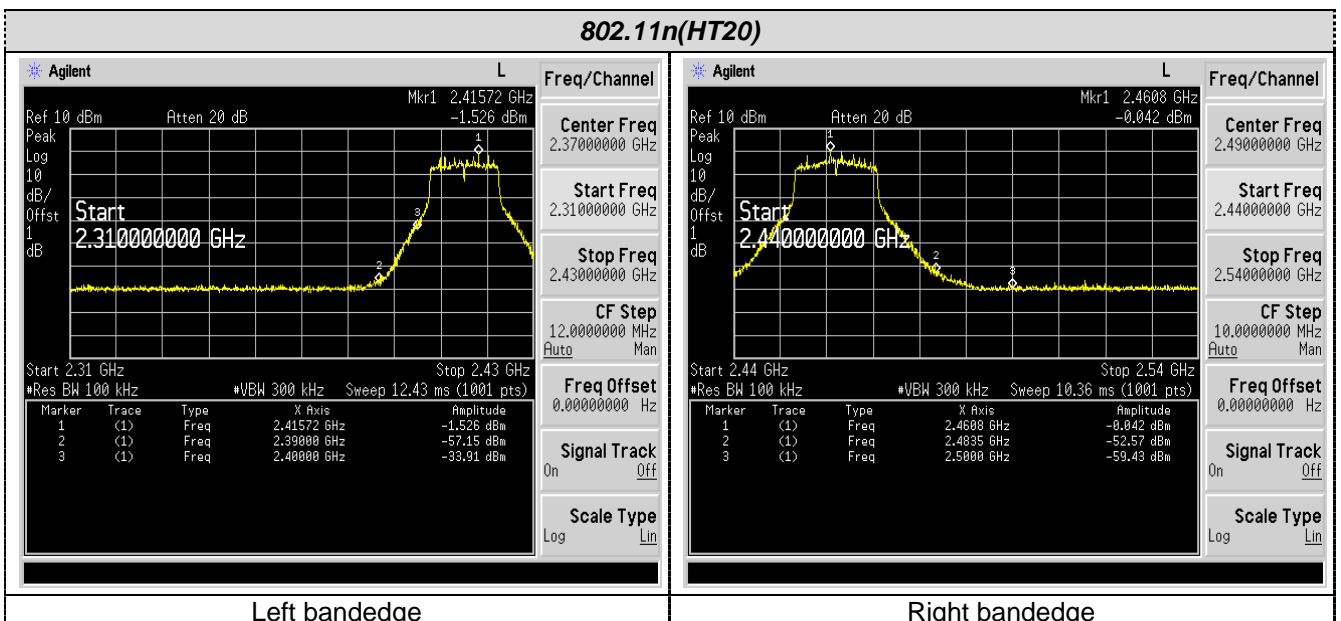 802.11n(HT20)
Agilent L
Mkr1 2.41572 GHz
Ref 10 dBm Atten 20 dB -1.526 dBm
Peak
Log
10
dB/
Offst
1
dB
1
2
3
Start
2.310000000 GHz
Start 2.31 GHz Stop 2.43 GHz
#Res BW 100 kHz #VBW 300 kHz Sweep 12.43 ms (1001 pts)
Marker Trace Type X Axis Amplitude
1 (1) Freq 2.41572 GHz -1.526 dBm
2 (1) Freq 2.39000 GHz -57.15 dBm
3 (1) Freq 2.40000 GHz -33.91 dBm
Freq/Channel
Center Freq
2.37000000 GHz
Start Freq
2.31000000 GHz
Stop Freq
2.43000000 GHz
CF Step
12.0000000 MHz
Auto Man
Freq Offset
0.00000000 Hz
Signal Track
On Off
Scale Type
Log Lin
Left bandedge
Agilent L
Mkr1 2.4608 GHz
Ref 10 dBm Atten 20 dB -0.042 dBm
Peak
Log
10
dB/
Offst
1
dB
1
2
3
Start
2.440000000 GHz
Start 2.44 GHz Stop 2.54 GHz
#Res BW 100 kHz #VBW 300 kHz Sweep 10.36 ms (1001 pts)
Marker Trace Type X Axis Amplitude
1 (1) Freq 2.4608 GHz -0.042 dBm
2 (1) Freq 2.4835 GHz -52.57 dBm
3 (1) Freq 2.5000 GHz -59.43 dBm
Freq/Channel
Center Freq
2.49000000 GHz
Start Freq
2.44000000 GHz
Stop Freq
2.54000000 GHz
CF Step
10.0000000 MHz
Auto Man
Freq Offset
0.00000000 Hz
Signal Track
On Off
Scale Type
Log Lin
Right bandedge